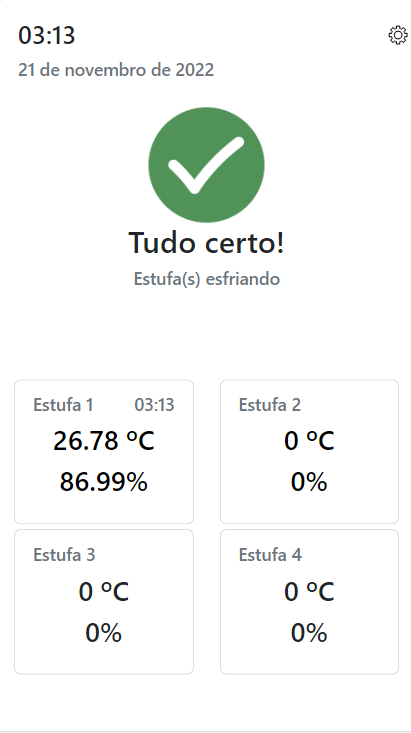 03:13
21 de novembro de 2022
Tudo certo!
Estufa(s) esfriando
Estufa 1 03:13
26.78 ºC
86.99%
Estufa 2
0 ºC
0%
Estufa 3
0 ºC
0%
Estufa 4
0 ºC
0%